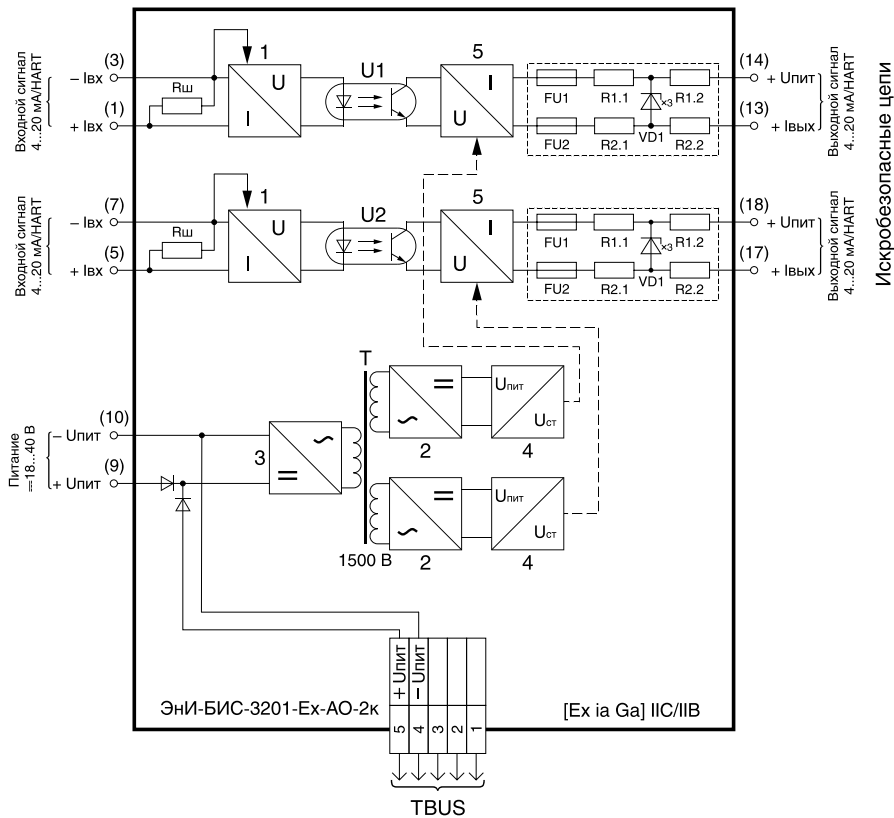 Входной сигнал
4...20 мА/HART
(3)
– Iвх
(1)
+ Iвх
Rш
1
U
I
U1
5
I
U
FU1
R1.1
×3
R1.2
FU2
R2.1
VD1
R2.2
(14)
+ Uпит
(13)
+ Iвых
Выходной сигнал
4...20 мА/HART
Искробезопасные цепи
Входной сигнал
4...20 мА/HART
(7)
– Iвх
(5)
+ Iвх
Rш
1
U
I
U2
5
I
U
FU1
R1.1
×3
R1.2
FU2
R2.1
VD1
R2.2
(18)
+ Uпит
(17)
+ Iвых
Выходной сигнал
4...20 мА/HART
Питание
⎓18...40 В
(10)
– Uпит
(9)
+ Uпит
3
~
=
T
1500 В
=
~
2
Uпит
Uст
4
=
~
2
Uпит
Uст
4
+ Uпит
– Uпит
5
4
3
2
1
ЭнИ-БИС-3201-Ex-АО-2к
[Ex ia Ga] IIC/IIB
TBUS